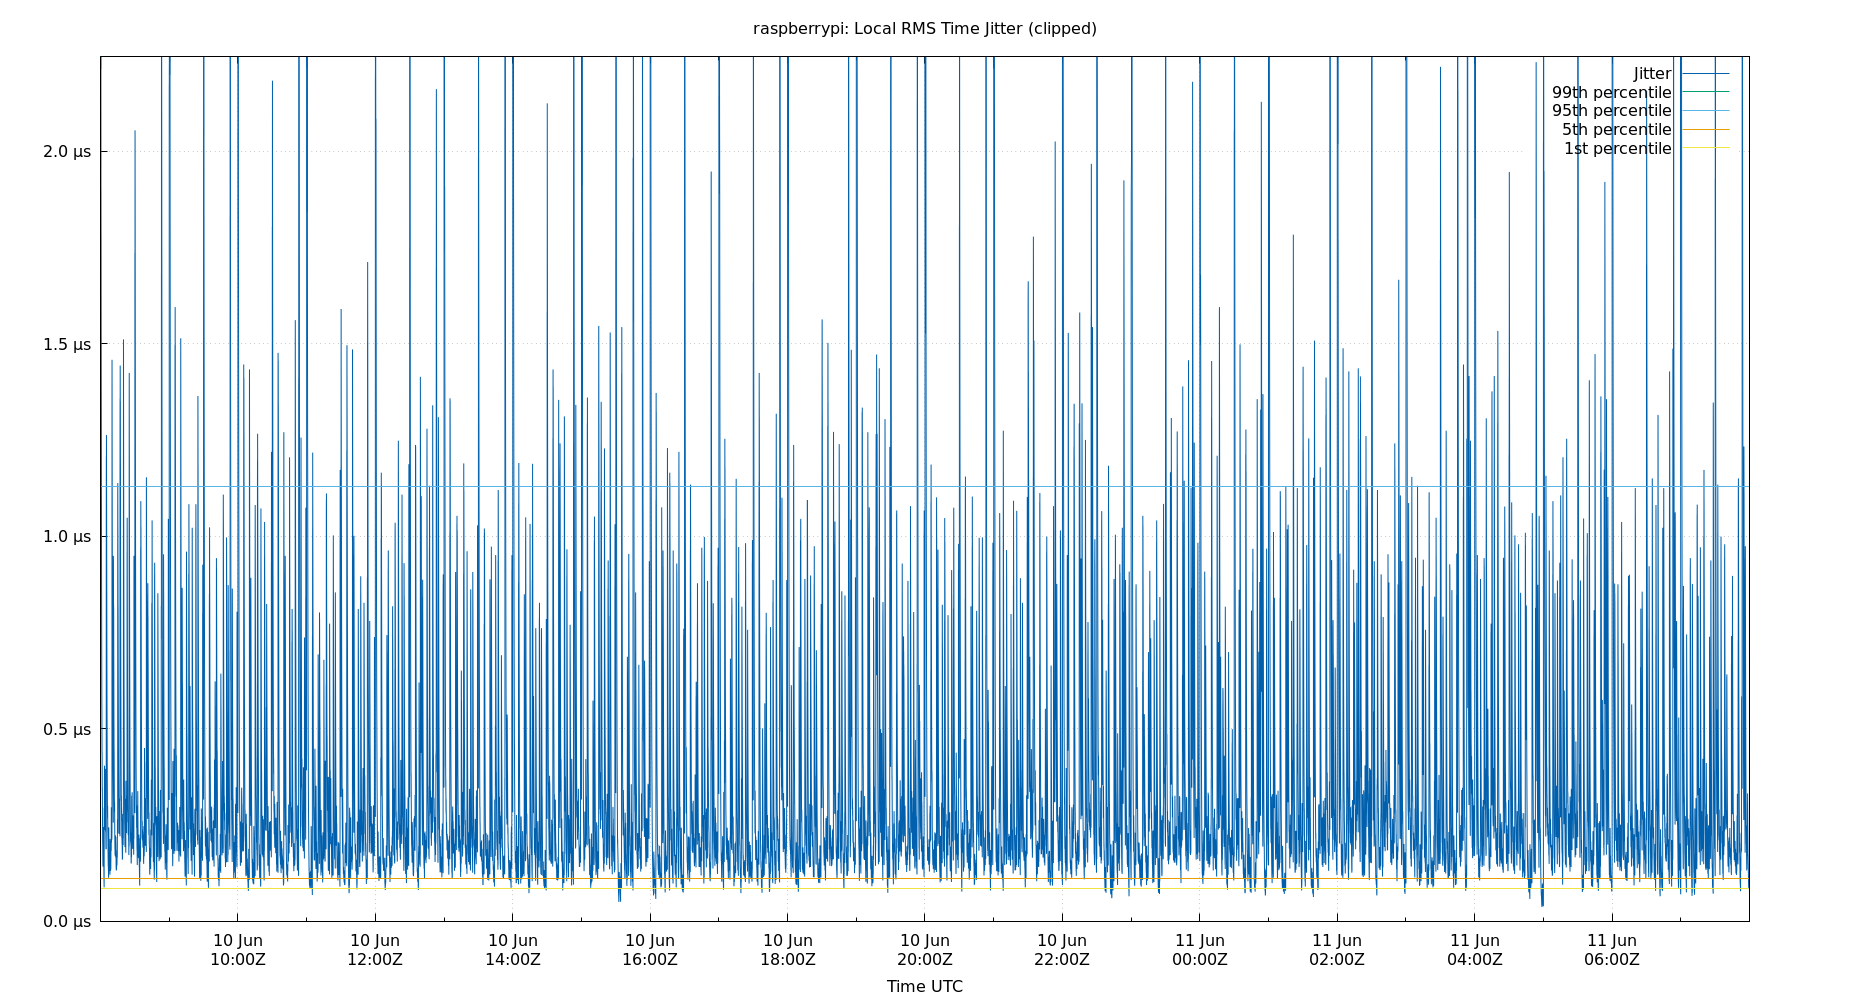 raspberrypi: Local RMS Time Jitter (clipped)
Jitter
99th percentile
95th percentile
5th percentile
1st percentile
2.0 µs
1.5 µs
1.0 µs
0.5 µs
0.0 µs
10 Jun 10 Jun 10 Jun 10 Jun 10 Jun 10 Jun 10 Jun 11 Jun 11 Jun 11 Jun 11 Jun
10:00Z 12:00Z 14:00Z 16:00Z 18:00Z 20:00Z 22:00Z 00:00Z 02:00Z 04:00Z 06:00Z
Time UTC